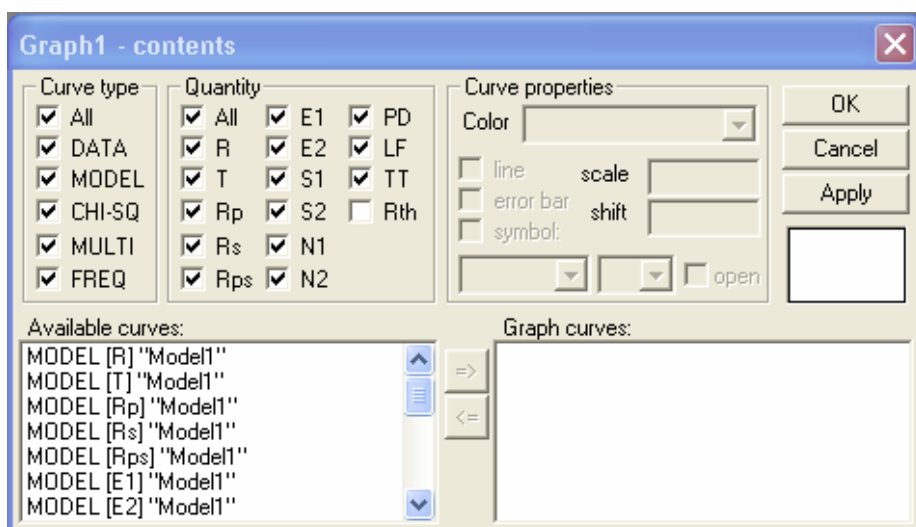 Graph1 - contents
Curve type
All
DATA
MODEL
CHI-SQ
MULTI
FREQ
Quantity
All E1 PD
R E2 LF
T S1 TT
Rp S2 Rth
Rs N1
Rps N2
Curve properties
Color
line scale
error bar shift
symbol:
open
OK
Cancel
Apply
Available curves:
MODEL [R] "Model1"
MODEL [T] "Model1"
MODEL [Rp] "Model1"
MODEL [Rs] "Model1"
MODEL [Rps] "Model1"
MODEL [E1] "Model1"
MODEL [E2] "Model1"
=>
<=
Graph curves: